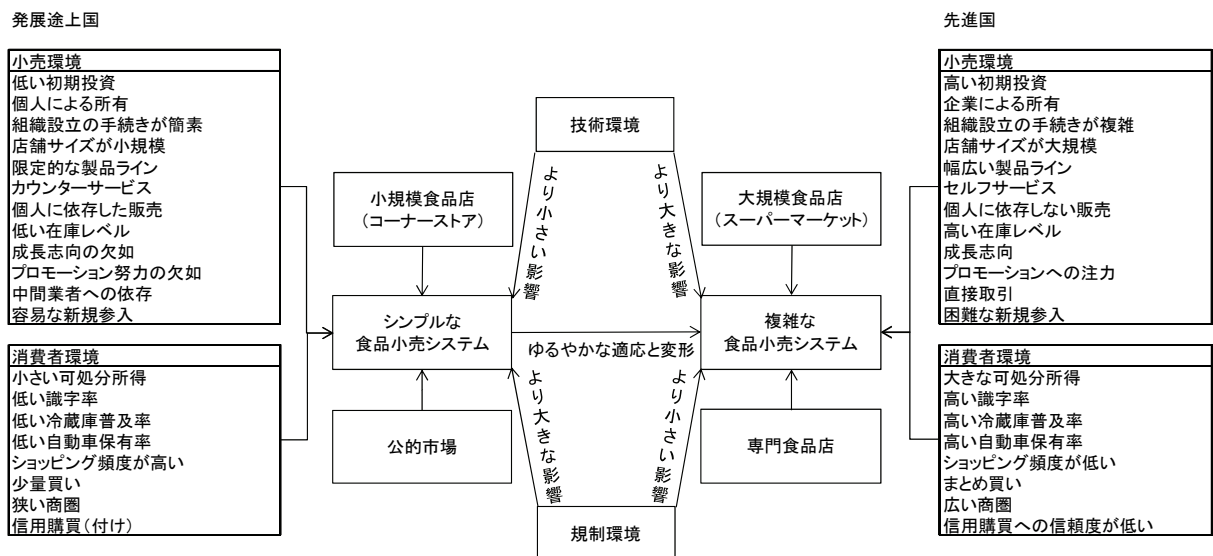 発展途上国
小売環境
低い初期投資
個人による所有
組織設立の手続きが簡素
店舗サイズが小規模
限定的な製品ライン
カウンターサービス
個人に依存した販売
低い在庫レベル
成長志向の欠如
プロモーション努力の欠如
中間業者への依存
容易な新規参入
消費者環境
小さい可処分所得
低い識字率
低い冷蔵庫普及率
低い自動車保有率
ショッピング頻度が高い
少量買い
狭い商圏
信用購買(付け)
技術環境
より小さい影響
より大きな影響
小規模食品店
(コーナーストア)
大規模食品店
(スーパーマーケット)
シンプルな
食品小売システム
ゆるやかな適応と変形
複雑な
食品小売システム
より大きな影響
より小さい影響
公的市場
専門食品店
規制環境
先進国
小売環境
高い初期投資
企業による所有
組織設立の手続きが複雑
店舗サイズが大規模
幅広い製品ライン
セルフサービス
個人に依存しない販売
高い在庫レベル
成長志向
プロモーションへの注力
直接取引
困難な新規参入
消費者環境
大きな可処分所得
高い識字率
高い冷蔵庫普及率
高い自動車保有率
ショッピング頻度が低い
まとめ買い
広い商圏
信用購買への信頼度が低い